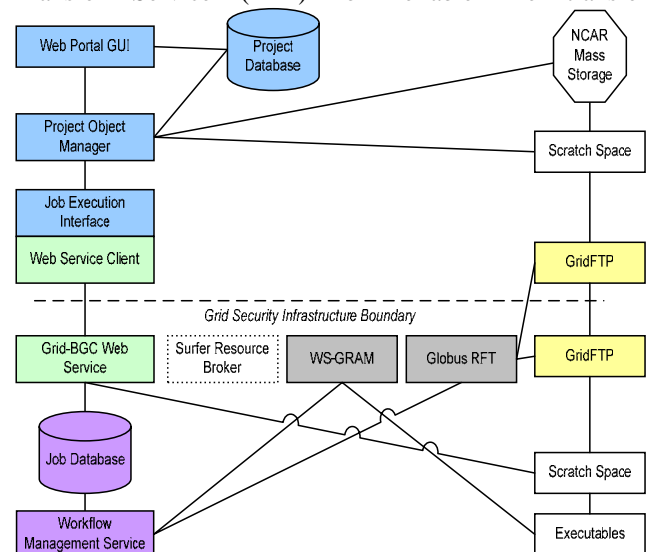 Web Portal GUI
Project
Database
NCAR
Mass
Storage
Project Object
Manager
Scratch Space
Job Execution
Interface
Web Service Client
GridFTP
Grid Security Infrastructure Boundary
Grid-BGC Web
Service
Surfer Resource
Broker
WS-GRAM
Globus RFT
GridFTP
Job Database
Scratch Space
Workflow
Management Service
Executables